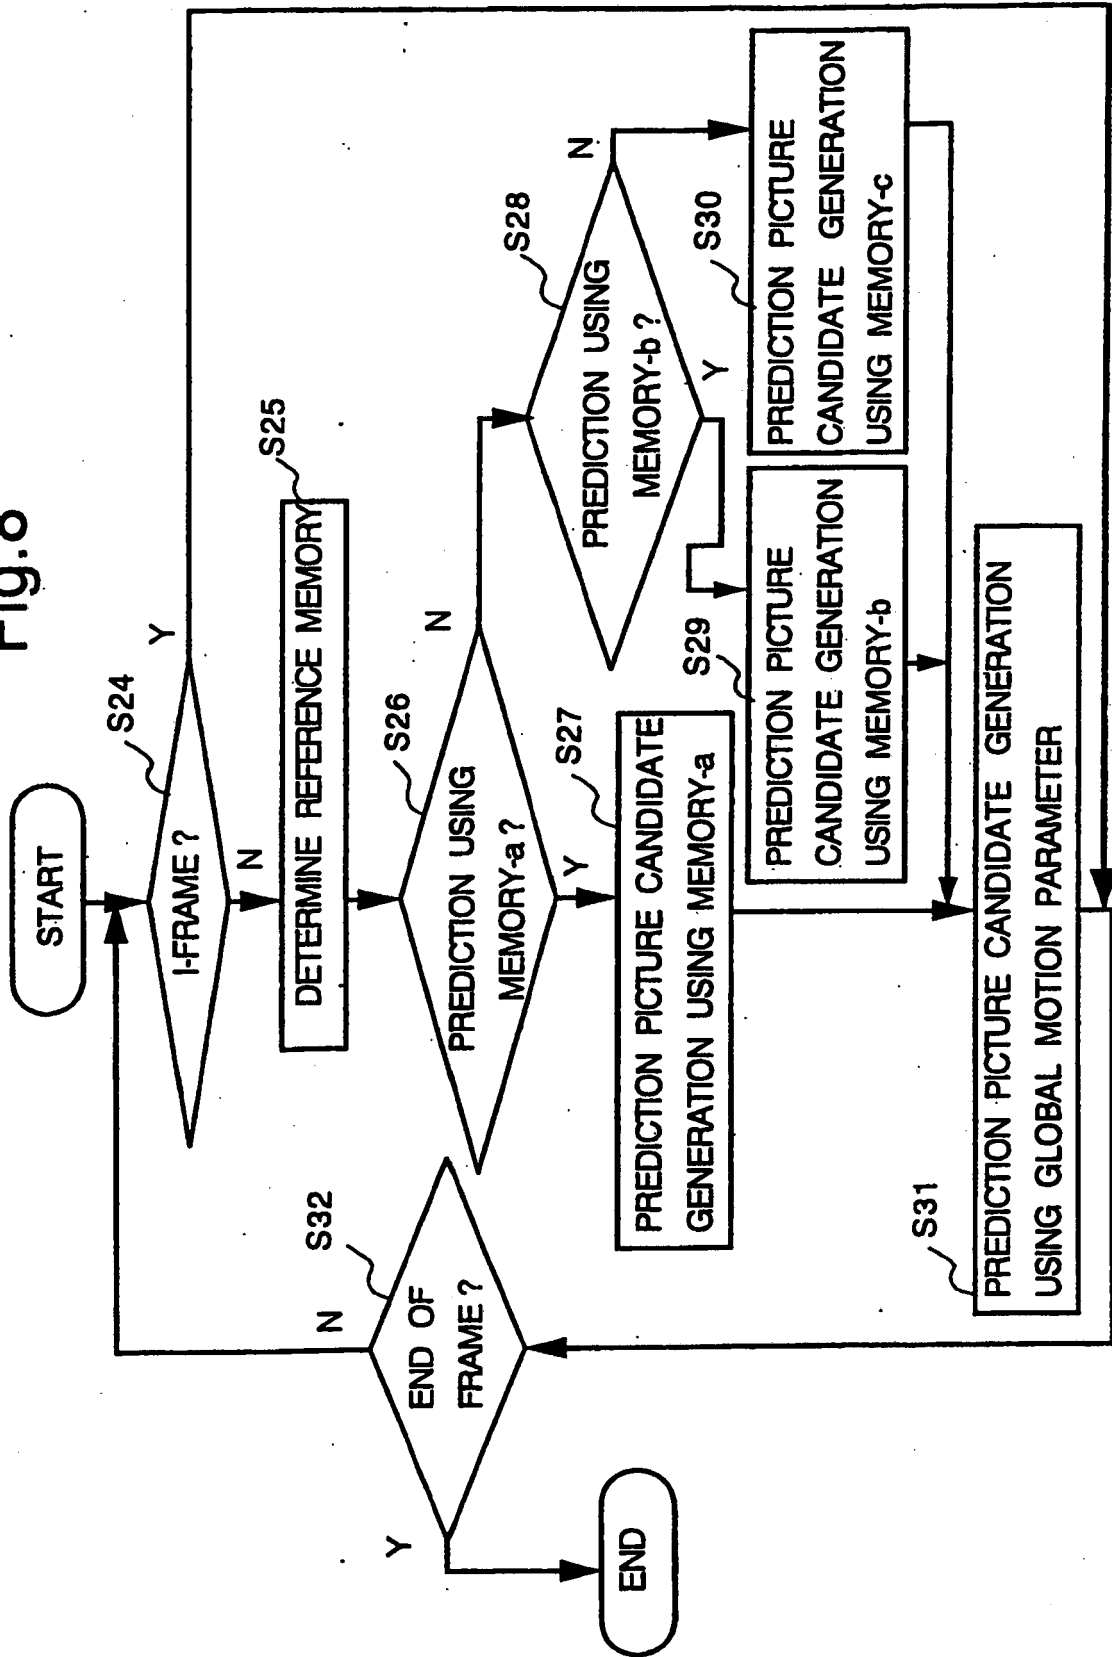 Fig.8
START
S24
I-FRAME ?
Y
N
S25
DETERMINE REFERENCE MEMORY
S26
PREDICTION USING
MEMORY-a ?
N
Y
S27
PREDICTION PICTURE CANDIDATE
GENERATION USING MEMORY-a
S28
PREDICTION USING
MEMORY-b ?
N
Y
S29
PREDICTION PICTURE
CANDIDATE GENERATION
USING MEMORY-b
S30
PREDICTION PICTURE
CANDIDATE GENERATION
USING MEMORY-c
S31
PREDICTION PICTURE CANDIDATE GENERATION
USING GLOBAL MOTION PARAMETER
S32
END OF
FRAME ?
N
Y
END